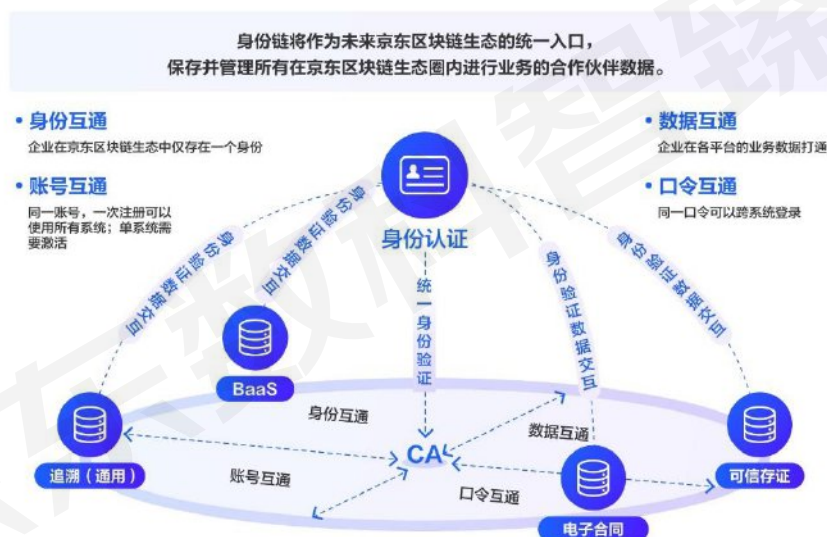 身份链将作为未来京东区块链生态的统一入口，
保存并管理所有在京东区块链生态圈内进行业务的合作伙伴数据。
• 身份互通
企业在京东区块链生态中仅存在一个身份
• 账号互通
同一账号，一次注册可以
使用所有系统；单系统需
要激活
• 数据互通
企业在各平台的业务数据打通
• 口令互通
同一口令可以跨系统登录
身份认证
身份验证数据交互
身份验证数据交互
统一身份验证
身份验证数据交互
身份验证数据交互
BaaS
身份互通
数据互通
CA
追溯（通用）
账号互通
口令互通
可信存证
电子合同
京东数科智臻